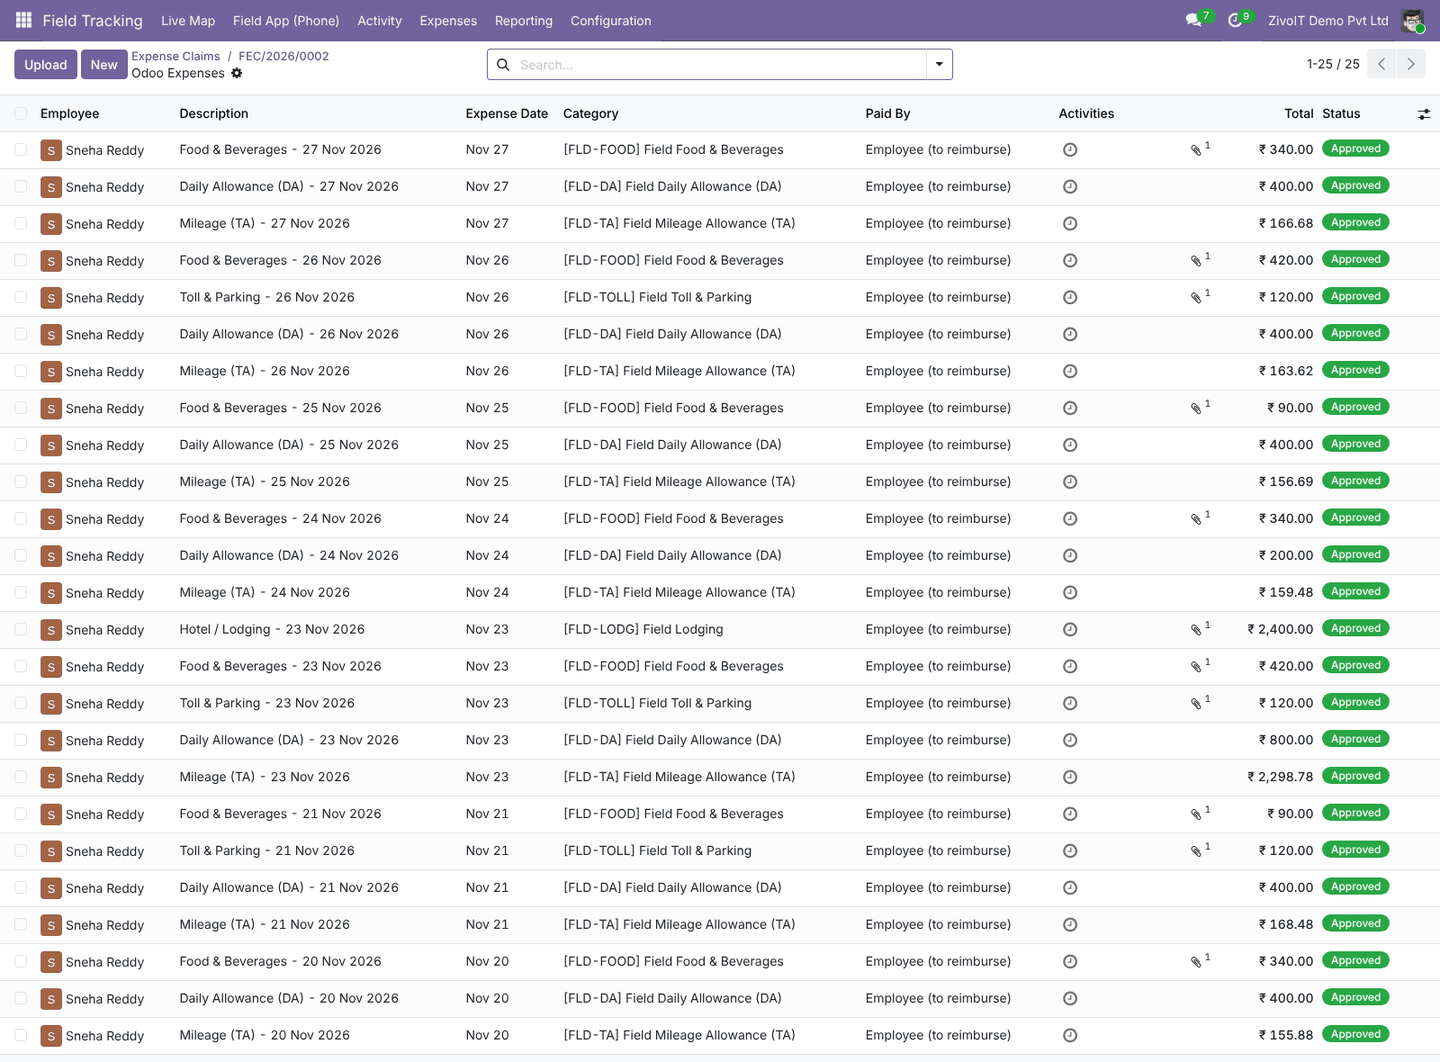 Field Tracking Live Map Field App (Phone) Activity Expenses Reporting Configuration 7 9 ZivoIT Demo Pvt Ltd
Upload New Expense Claims / FEC/2026/0002
Odoo Expenses
Search...
1-25 / 25
Employee Description Expense Date Category Paid By Activities Total Status
S Sneha Reddy Food & Beverages - 27 Nov 2026 Nov 27 [FLD-FOOD] Field Food & Beverages Employee (to reimburse) 1 ₹ 340.00 Approved
S Sneha Reddy Daily Allowance (DA) - 27 Nov 2026 Nov 27 [FLD-DA] Field Daily Allowance (DA) Employee (to reimburse) ₹ 400.00 Approved
S Sneha Reddy Mileage (TA) - 27 Nov 2026 Nov 27 [FLD-TA] Field Mileage Allowance (TA) Employee (to reimburse) ₹ 166.68 Approved
S Sneha Reddy Food & Beverages - 26 Nov 2026 Nov 26 [FLD-FOOD] Field Food & Beverages Employee (to reimburse) 1 ₹ 420.00 Approved
S Sneha Reddy Toll & Parking - 26 Nov 2026 Nov 26 [FLD-TOLL] Field Toll & Parking Employee (to reimburse) 1 ₹ 120.00 Approved
S Sneha Reddy Daily Allowance (DA) - 26 Nov 2026 Nov 26 [FLD-DA] Field Daily Allowance (DA) Employee (to reimburse) ₹ 400.00 Approved
S Sneha Reddy Mileage (TA) - 26 Nov 2026 Nov 26 [FLD-TA] Field Mileage Allowance (TA) Employee (to reimburse) ₹ 163.62 Approved
S Sneha Reddy Food & Beverages - 25 Nov 2026 Nov 25 [FLD-FOOD] Field Food & Beverages Employee (to reimburse) 1 ₹ 90.00 Approved
S Sneha Reddy Daily Allowance (DA) - 25 Nov 2026 Nov 25 [FLD-DA] Field Daily Allowance (DA) Employee (to reimburse) ₹ 400.00 Approved
S Sneha Reddy Mileage (TA) - 25 Nov 2026 Nov 25 [FLD-TA] Field Mileage Allowance (TA) Employee (to reimburse) ₹ 156.69 Approved
S Sneha Reddy Food & Beverages - 24 Nov 2026 Nov 24 [FLD-FOOD] Field Food & Beverages Employee (to reimburse) 1 ₹ 340.00 Approved
S Sneha Reddy Daily Allowance (DA) - 24 Nov 2026 Nov 24 [FLD-DA] Field Daily Allowance (DA) Employee (to reimburse) ₹ 200.00 Approved
S Sneha Reddy Mileage (TA) - 24 Nov 2026 Nov 24 [FLD-TA] Field Mileage Allowance (TA) Employee (to reimburse) ₹ 159.48 Approved
S Sneha Reddy Hotel / Lodging - 23 Nov 2026 Nov 23 [FLD-LODG] Field Lodging Employee (to reimburse) 1 ₹ 2,400.00 Approved
S Sneha Reddy Food & Beverages - 23 Nov 2026 Nov 23 [FLD-FOOD] Field Food & Beverages Employee (to reimburse) 1 ₹ 420.00 Approved
S Sneha Reddy Toll & Parking - 23 Nov 2026 Nov 23 [FLD-TOLL] Field Toll & Parking Employee (to reimburse) 1 ₹ 120.00 Approved
S Sneha Reddy Daily Allowance (DA) - 23 Nov 2026 Nov 23 [FLD-DA] Field Daily Allowance (DA) Employee (to reimburse) ₹ 800.00 Approved
S Sneha Reddy Mileage (TA) - 23 Nov 2026 Nov 23 [FLD-TA] Field Mileage Allowance (TA) Employee (to reimburse) ₹ 2,298.78 Approved
S Sneha Reddy Food & Beverages - 21 Nov 2026 Nov 21 [FLD-FOOD] Field Food & Beverages Employee (to reimburse) 1 ₹ 90.00 Approved
S Sneha Reddy Toll & Parking - 21 Nov 2026 Nov 21 [FLD-TOLL] Field Toll & Parking Employee (to reimburse) 1 ₹ 120.00 Approved
S Sneha Reddy Daily Allowance (DA) - 21 Nov 2026 Nov 21 [FLD-DA] Field Daily Allowance (DA) Employee (to reimburse) ₹ 400.00 Approved
S Sneha Reddy Mileage (TA) - 21 Nov 2026 Nov 21 [FLD-TA] Field Mileage Allowance (TA) Employee (to reimburse) ₹ 168.48 Approved
S Sneha Reddy Food & Beverages - 20 Nov 2026 Nov 20 [FLD-FOOD] Field Food & Beverages Employee (to reimburse) 1 ₹ 340.00 Approved
S Sneha Reddy Daily Allowance (DA) - 20 Nov 2026 Nov 20 [FLD-DA] Field Daily Allowance (DA) Employee (to reimburse) ₹ 400.00 Approved
S Sneha Reddy Mileage (TA) - 20 Nov 2026 Nov 20 [FLD-TA] Field Mileage Allowance (TA) Employee (to reimburse) ₹ 155.88 Approved